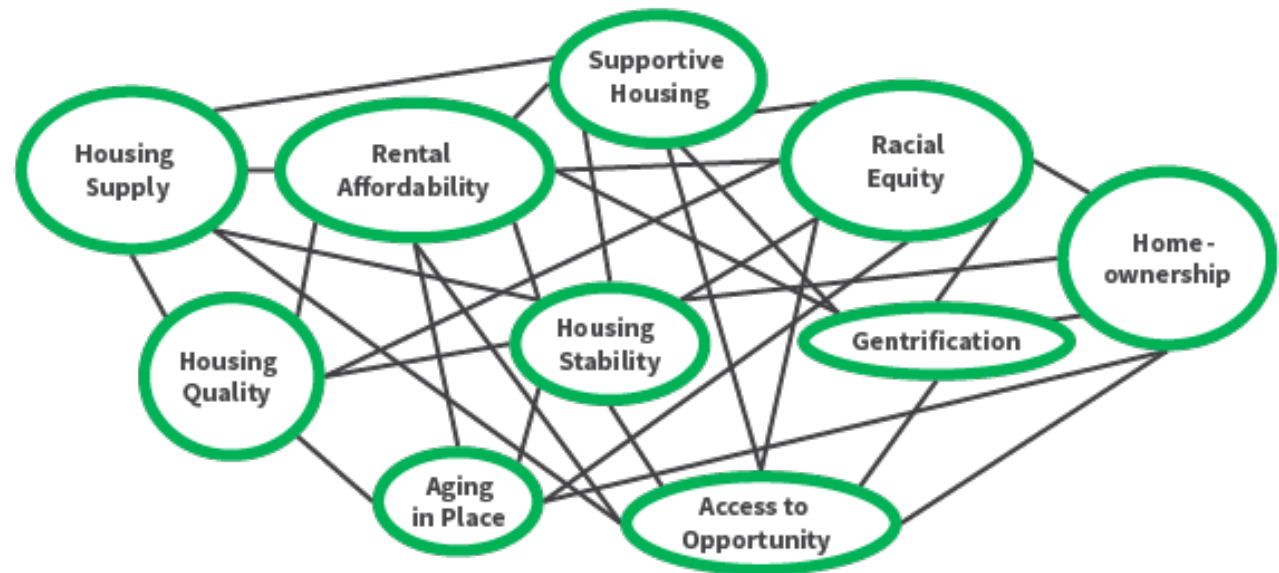 Supportive
Housing
Housing
Supply
Rental
Affordability
Racial
Equity
Home-
ownership
Housing
Quality
Housing
Stability
Gentrification
Aging
in Place
Access to
Opportunity